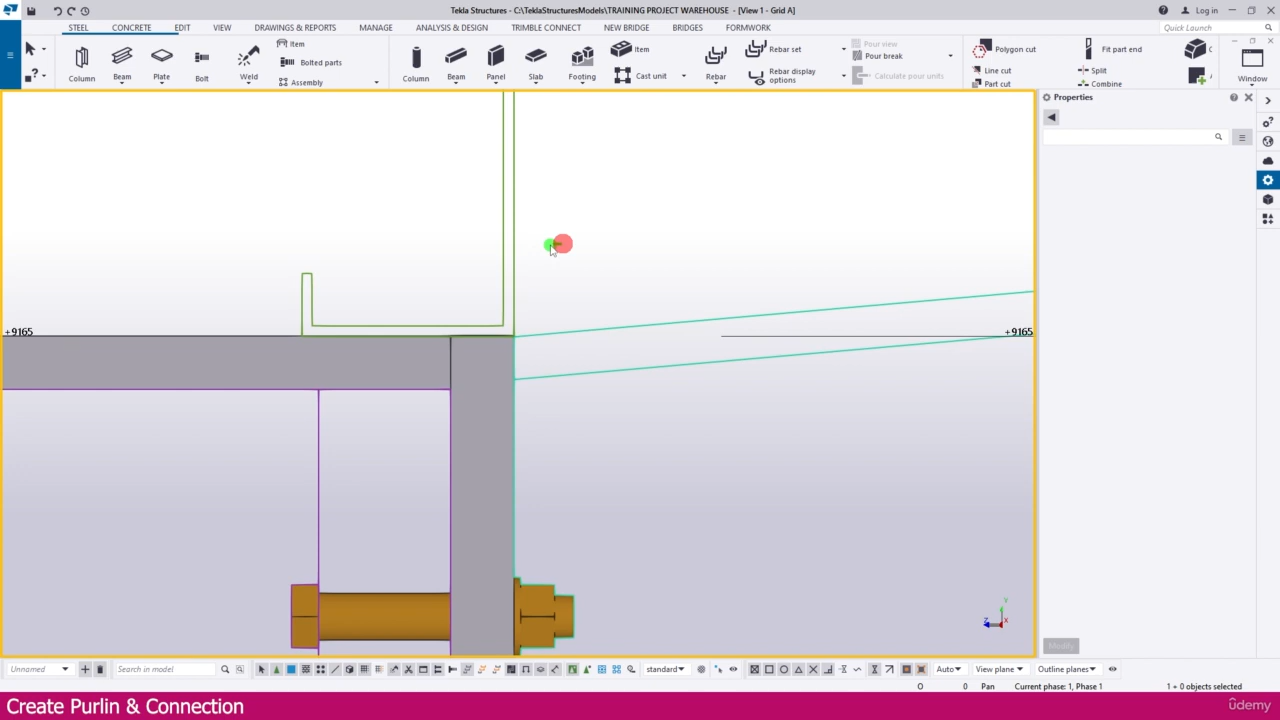 Tekla Structures - C:\TeklaStructuresModels\TRAINING PROJECT WAREHOUSE - [View 1 - Grid A]
Log in
STEEL CONCRETE EDIT VIEW DRAWINGS & REPORTS MANAGE ANALYSIS & DESIGN TRIMBLE CONNECT NEW BRIDGE BRIDGES FORMWORK
Quick Launch
Column Beam Plate Bolt Weld
Item
Bolted parts
Assembly
Column Beam Panel Slab Footing
Item
Cast unit
Rebar
Rebar set
Rebar display options
Pour view
Pour break
Calculate pour units
Polygon cut
Line cut
Part cut
Fit part end
Split
Combine
C
Window
Properties
+9165
+9165
Y
Z
X
Modify
Unnamed
Search in model
standard
Auto
View plane
Outline planes
O 0 Pan Current phase: 1, Phase 1 1 + 0 objects selected
Create Purlin & Connection
ûdemy